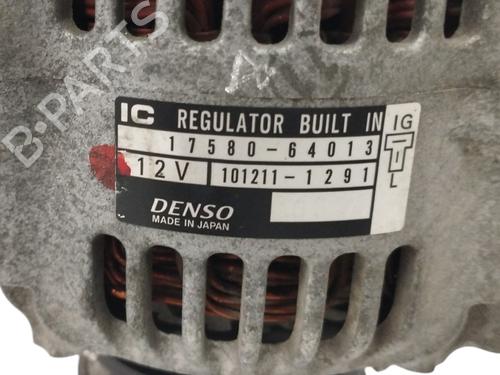 B-PARTS
A
IC REGULATOR BUILT IN
17580-64013
12V 101211-1291
DENSO
MADE IN JAPAN
IG
L